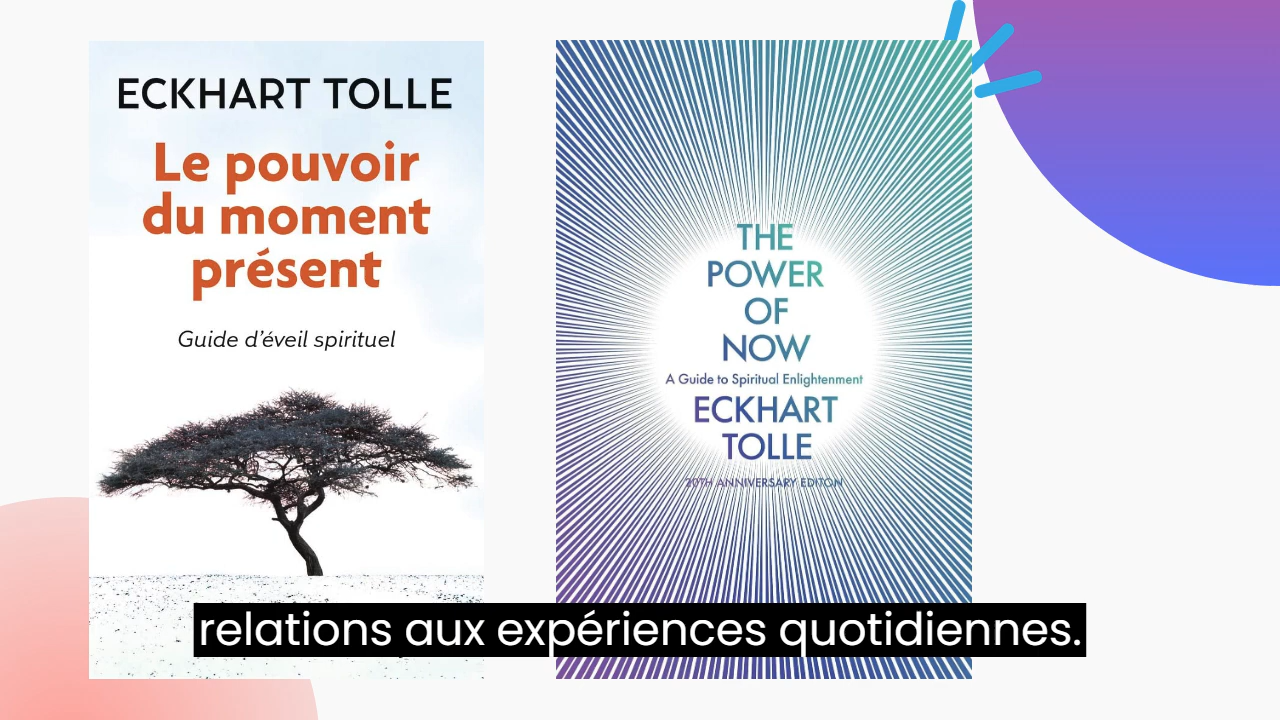 ECKHART TOLLE
Le pouvoir
du moment
présent
Guide d'éveil spirituel
THE
POWER
OF
NOW
A Guide to Spiritual Enlightenment
ECKHART
TOLLE
20TH ANNIVERSARY EDITON
relations aux expériences quotidiennes.